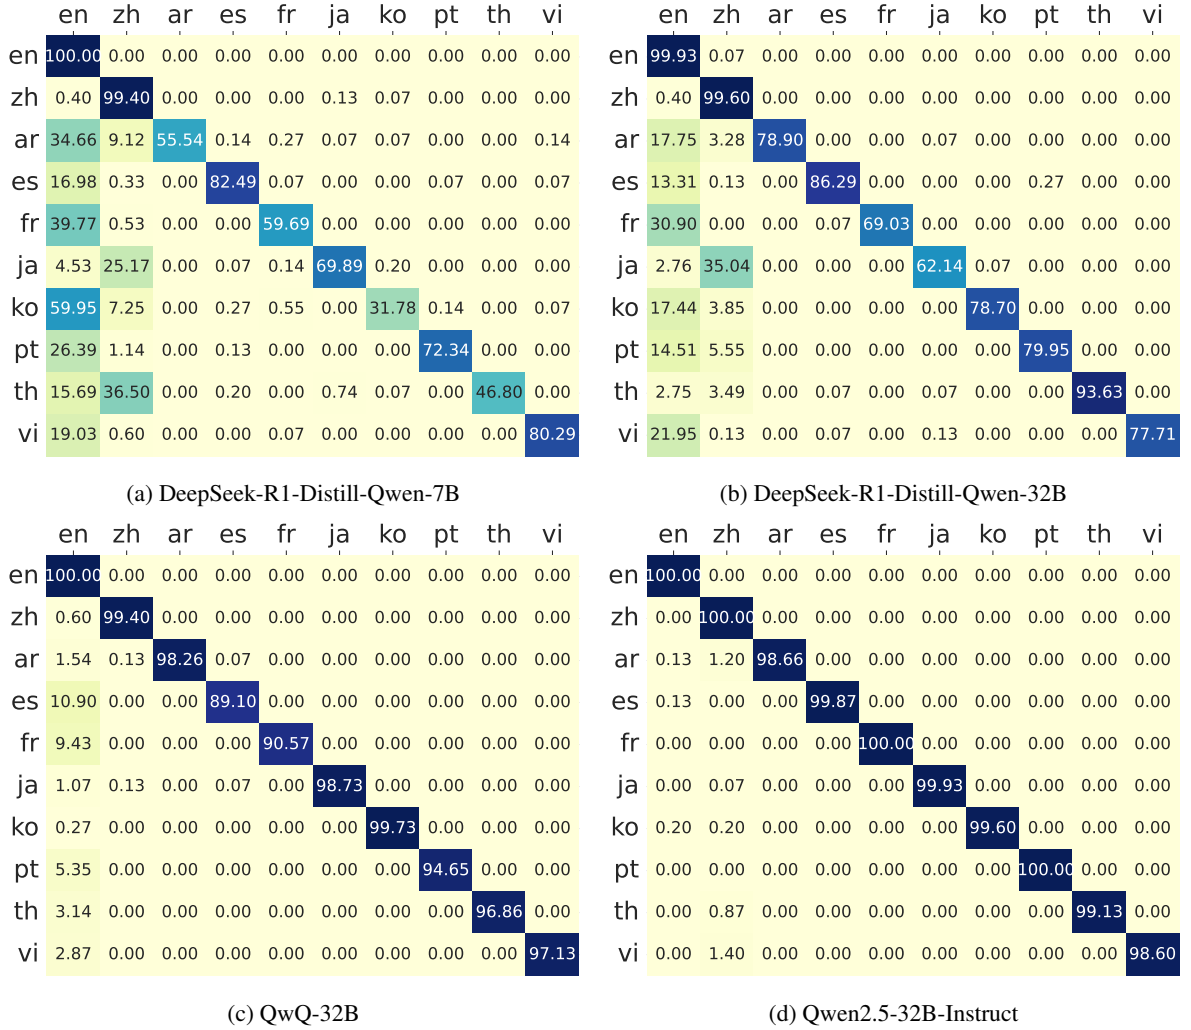 en zh ar es fr ja ko pt th vi
en 100.00 0.00 0.00 0.00 0.00 0.00 0.00 0.00 0.00 0.00
zh 0.40 99.40 0.00 0.00 0.00 0.13 0.07 0.00 0.00 0.00
ar 34.66 9.12 55.54 0.14 0.27 0.07 0.07 0.00 0.00 0.14
es 16.98 0.33 0.00 82.49 0.07 0.00 0.00 0.07 0.00 0.07
fr 39.77 0.53 0.00 0.00 59.69 0.00 0.00 0.00 0.00 0.00
ja 4.53 25.17 0.00 0.07 0.14 69.89 0.20 0.00 0.00 0.00
ko 59.95 7.25 0.00 0.27 0.55 0.00 31.78 0.14 0.00 0.07
pt 26.39 1.14 0.00 0.13 0.00 0.00 0.00 72.34 0.00 0.00
th 15.69 36.50 0.00 0.20 0.00 0.74 0.07 0.00 46.80 0.00
vi 19.03 0.60 0.00 0.00 0.07 0.00 0.00 0.00 0.00 80.29
(a) DeepSeek-R1-Distill-Qwen-7B
en zh ar es fr ja ko pt th vi
en 99.93 0.07 0.00 0.00 0.00 0.00 0.00 0.00 0.00 0.00
zh 0.40 99.60 0.00 0.00 0.00 0.00 0.00 0.00 0.00 0.00
ar 17.75 3.28 78.90 0.00 0.00 0.07 0.00 0.00 0.00 0.00
es 13.31 0.13 0.00 86.29 0.00 0.00 0.00 0.27 0.00 0.00
fr 30.90 0.00 0.00 0.07 69.03 0.00 0.00 0.00 0.00 0.00
ja 2.76 35.04 0.00 0.00 0.00 62.14 0.07 0.00 0.00 0.00
ko 17.44 3.85 0.00 0.00 0.00 0.00 78.70 0.00 0.00 0.00
pt 14.51 5.55 0.00 0.00 0.00 0.00 0.00 79.95 0.00 0.00
th 2.75 3.49 0.00 0.07 0.00 0.07 0.00 0.00 93.63 0.00
vi 21.95 0.13 0.00 0.07 0.00 0.13 0.00 0.00 0.00 77.71
(b) DeepSeek-R1-Distill-Qwen-32B
en zh ar es fr ja ko pt th vi
en 100.00 0.00 0.00 0.00 0.00 0.00 0.00 0.00 0.00 0.00
zh 0.60 99.40 0.00 0.00 0.00 0.00 0.00 0.00 0.00 0.00
ar 1.54 0.13 98.26 0.07 0.00 0.00 0.00 0.00 0.00 0.00
es 10.90 0.00 0.00 89.10 0.00 0.00 0.00 0.00 0.00 0.00
fr 9.43 0.00 0.00 0.00 90.57 0.00 0.00 0.00 0.00 0.00
ja 1.07 0.13 0.00 0.07 0.00 98.73 0.00 0.00 0.00 0.00
ko 0.27 0.00 0.00 0.00 0.00 0.00 99.73 0.00 0.00 0.00
pt 5.35 0.00 0.00 0.00 0.00 0.00 0.00 94.65 0.00 0.00
th 3.14 0.00 0.00 0.00 0.00 0.00 0.00 0.00 96.86 0.00
vi 2.87 0.00 0.00 0.00 0.00 0.00 0.00 0.00 0.00 97.13
(c) QwQ-32B
en zh ar es fr ja ko pt th vi
en 100.00 0.00 0.00 0.00 0.00 0.00 0.00 0.00 0.00 0.00
zh 0.00 100.00 0.00 0.00 0.00 0.00 0.00 0.00 0.00 0.00
ar 0.13 1.20 98.66 0.00 0.00 0.00 0.00 0.00 0.00 0.00
es 0.13 0.00 0.00 99.87 0.00 0.00 0.00 0.00 0.00 0.00
fr 0.00 0.00 0.00 0.00 100.00 0.00 0.00 0.00 0.00 0.00
ja 0.00 0.07 0.00 0.00 0.00 99.93 0.00 0.00 0.00 0.00
ko 0.20 0.20 0.00 0.00 0.00 0.00 99.60 0.00 0.00 0.00
pt 0.00 0.00 0.00 0.00 0.00 0.00 0.00 100.00 0.00 0.00
th 0.00 0.87 0.00 0.00 0.00 0.00 0.00 0.00 99.13 0.00
vi 0.00 1.40 0.00 0.00 0.00 0.00 0.00 0.00 0.00 98.60
(d) Qwen2.5-32B-Instruct